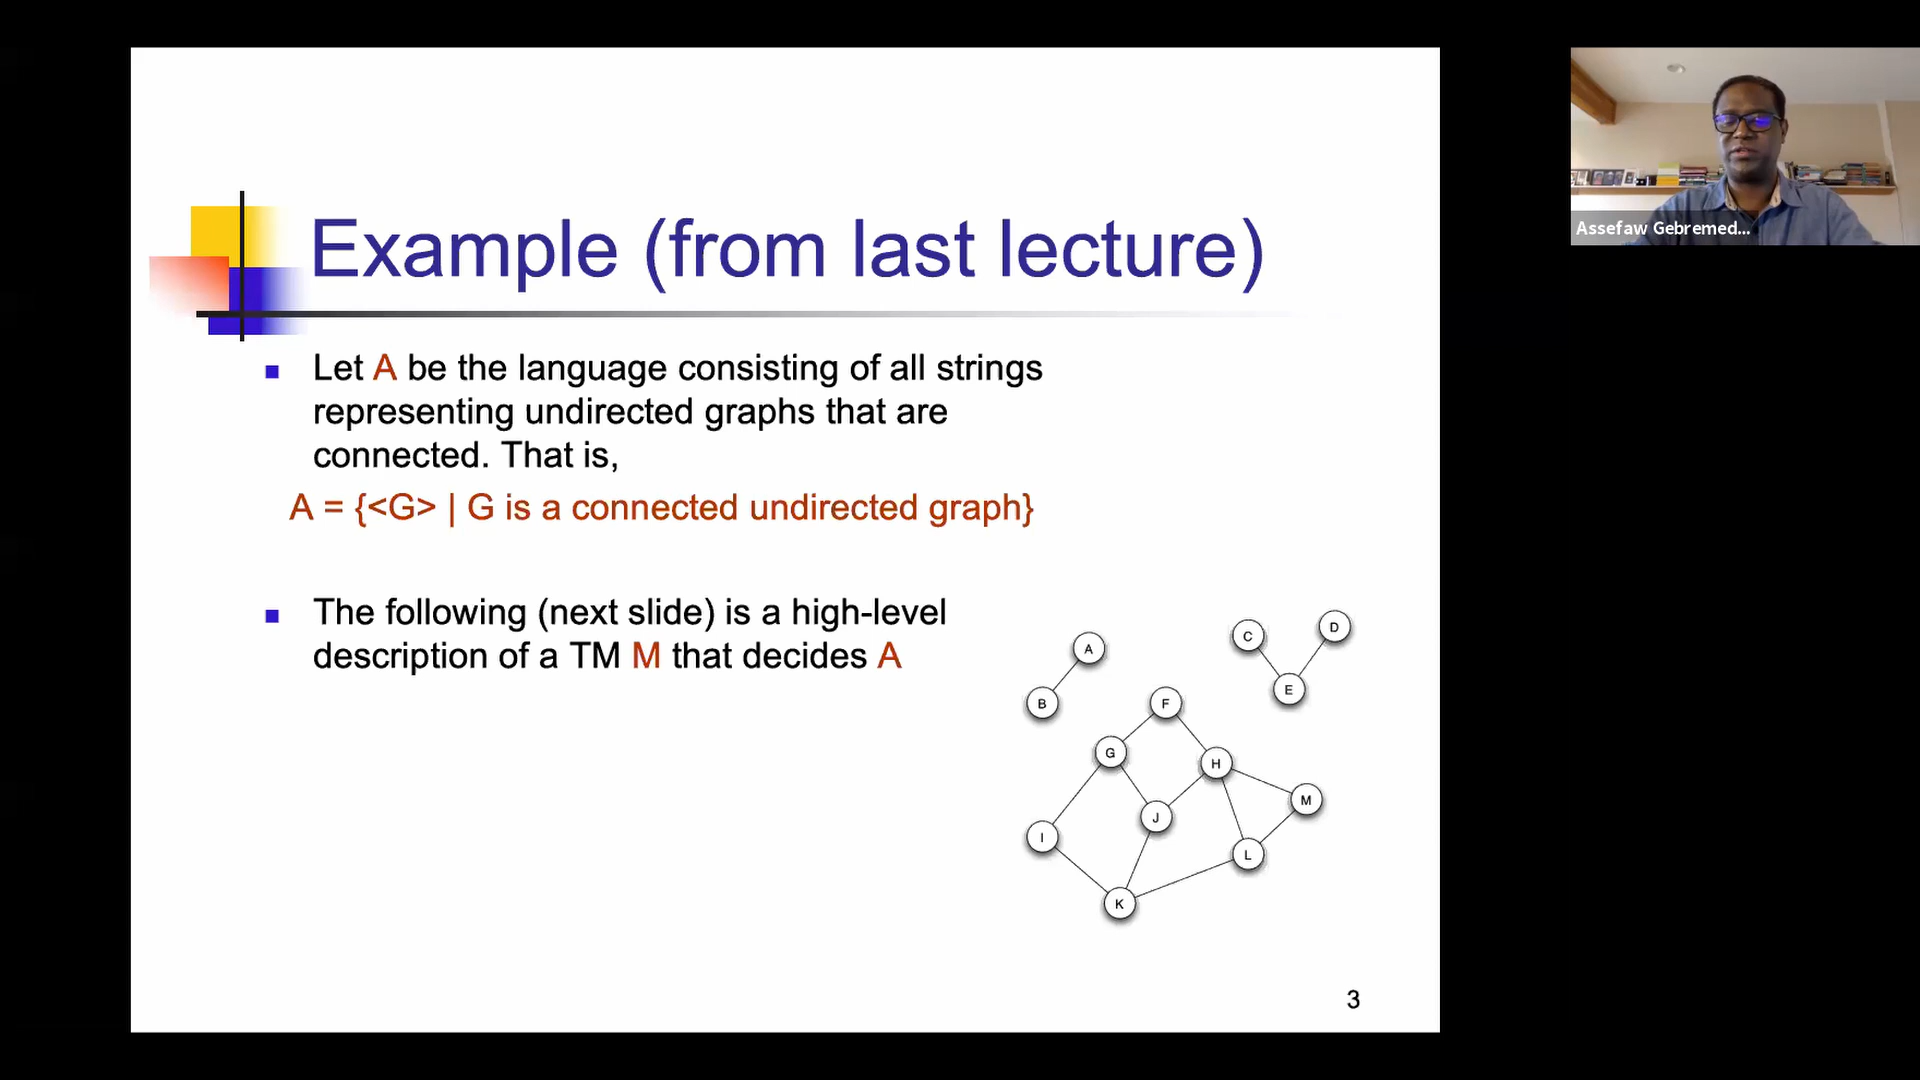 Example (from last lecture)
Let A be the language consisting of all strings
representing undirected graphs that are
connected. That is,
A = {<G> | G is a connected undirected graph}
The following (next slide) is a high-level
description of a TM M that decides A
A
B
C
D
E
F
G
H
I
J
K
L
M
3
Assefaw Gebremed...